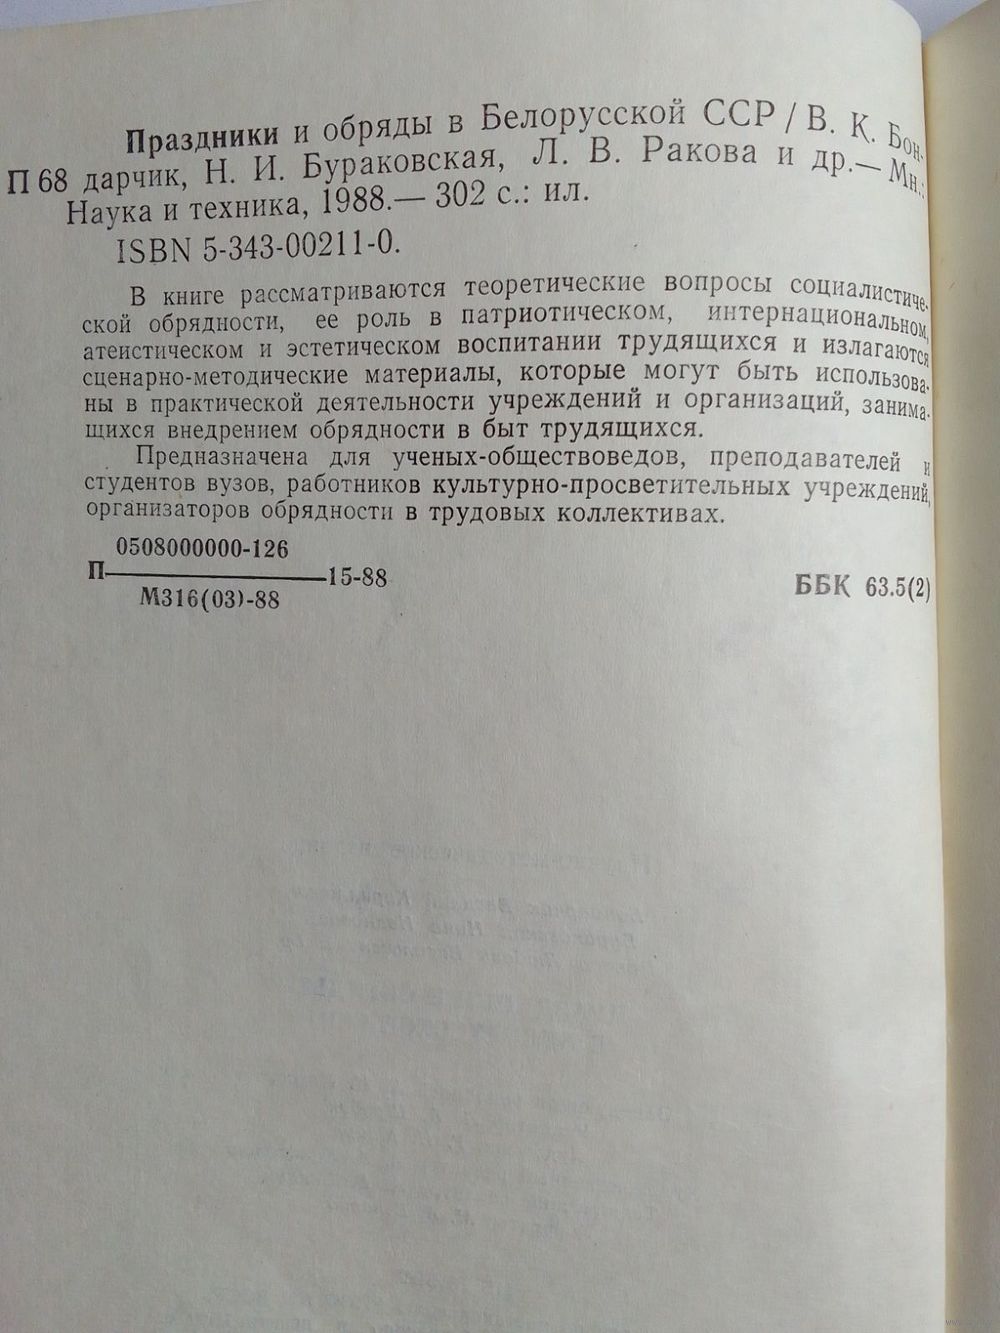 Праздники и обряды в Белорусской ССР / В. К. Бон-
П 68 дарчик, Н. И. Бураковская, Л. В. Ракова и др.— Мн.:
Наука и техника, 1988.— 302 с.: ил.
ISBN 5-343-00211-0.
В книге рассматриваются теоретические вопросы социалистиче-
ской обрядности, ее роль в патриотическом, интернациональном,
атеистическом и эстетическом воспитании трудящихся и излагаются
сценарно-методические материалы, которые могут быть использова-
ны в практической деятельности учреждений и организаций, занима-
щихся внедрением обрядности в быт трудящихся.
Предназначена для ученых-обществоведов, преподавателей и
студентов вузов, работников культурно-просветительных учреждений,
организаторов обрядности в трудовых коллективах.
0508000000-126
П————15-88
М316(03)-88
ББК 63.5(2)